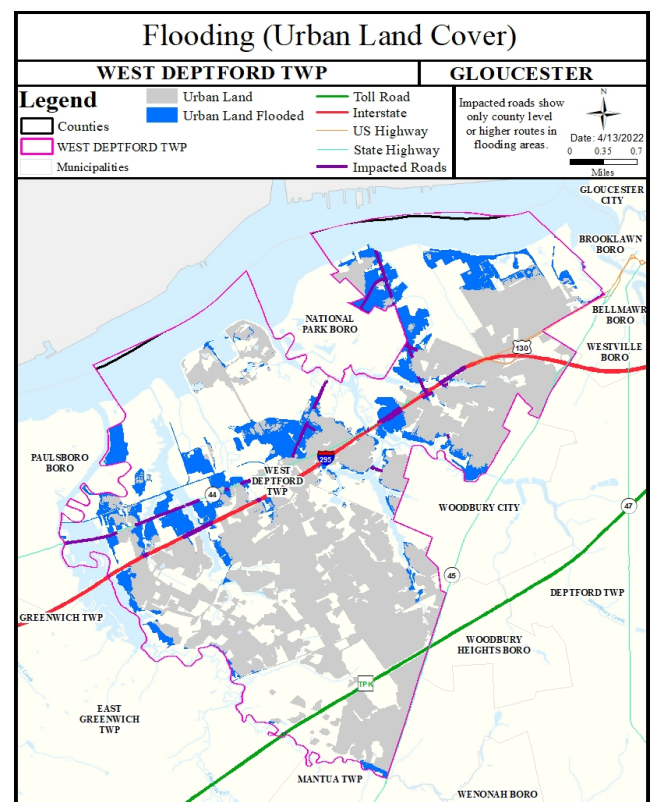 Flooding (Urban Land Cover)
WEST DEPTFORD TWP
GLOUCESTER
Legend
Counties
WEST DEPTFORD TWP
Municipalities
Urban Land
Urban Land Flooded
Toll Road
Interstate
US Highway
State Highway
Impacted Roads
Impacted roads show
only county level
or higher routes in
flooding areas.
N
Date: 4/13/2022
0 0.35 0.7
Miles
GLOUCESTER
CITY
BROOKLAWN
BORO
BELLMAWR
BORO
NATIONAL
PARK BORO
130
WESTVILLE
BORO
PAULSBORO
BORO
295
WEST
DEPTFORD
TWP
44
WOODBURY CITY
47
45
DEPTFORD TWP
GREENWICH TWP
WOODBURY
HEIGHTS BORO
TPK
EAST
GREENWICH
TWP
MANTUA TWP
WENONAH BORO